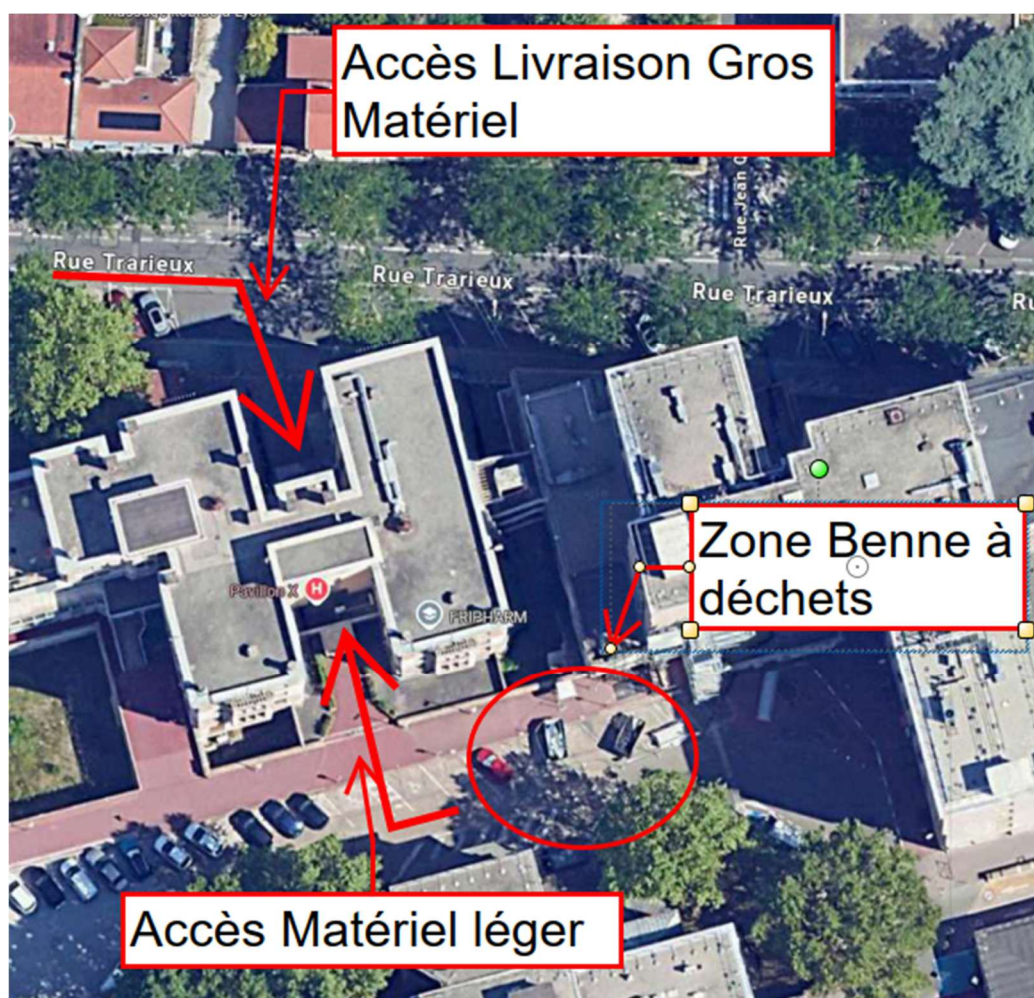 Accès Livraison Gros
Matériel
Rue Jean
Rue Trarieux
Rue Trarieux
Rue Trarieux
Zone Benne à
déchets
Pavillon X
H
FRIPHARM
Accès Matériel léger